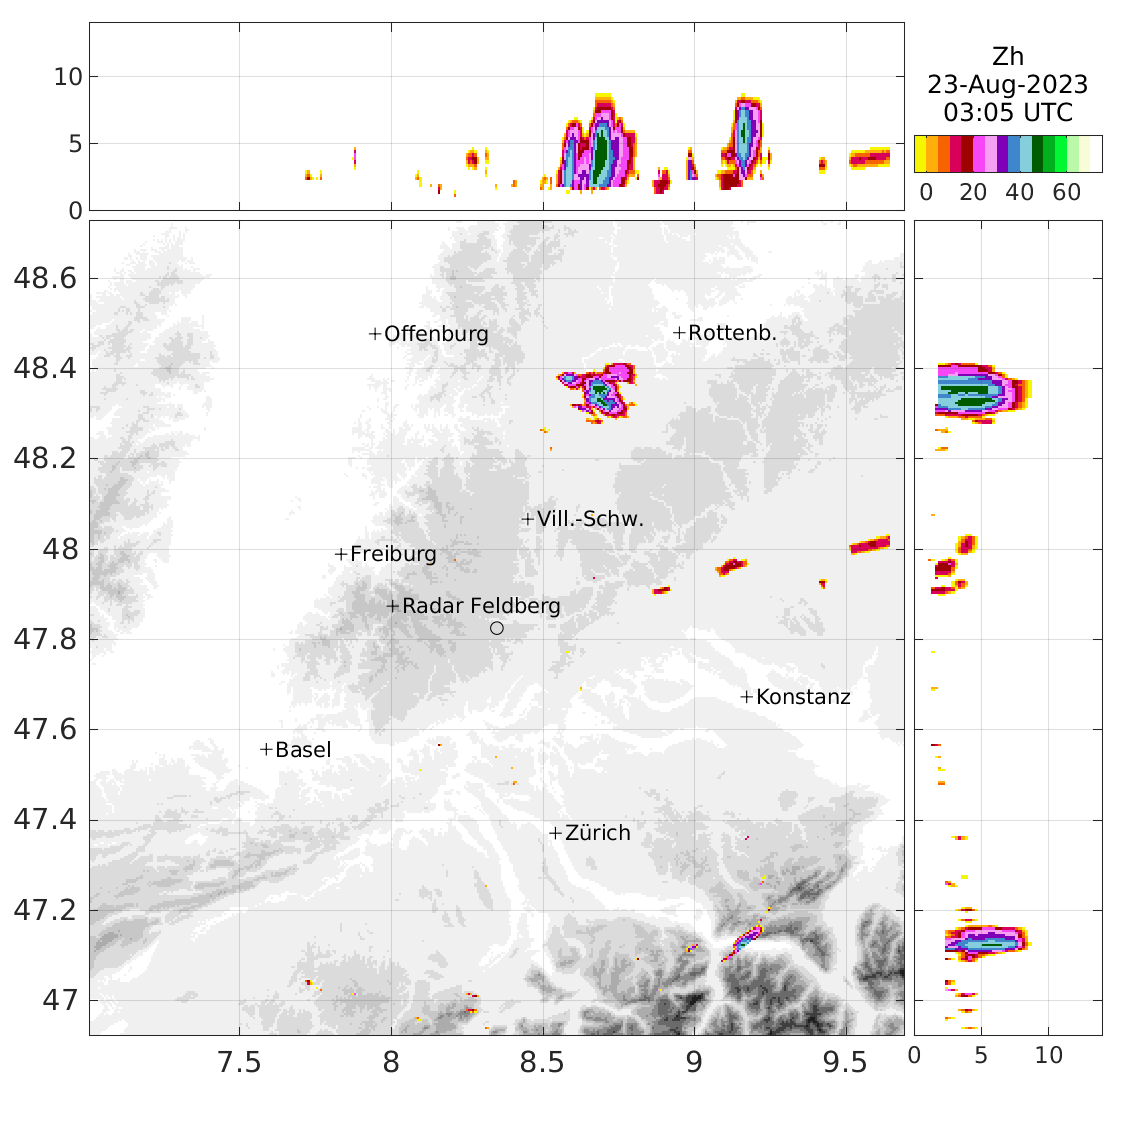 Zh
23-Aug-2023
03:05 UTC
0 20 40 60
10
5
0
48.6
48.4
48.2
48
47.8
47.6
47.4
47.2
47
+Offenburg
+Rottenb.
+Vill.-Schw.
+Freiburg
+Radar Feldberg
+Konstanz
+Basel
+Zürich
7.5 8 8.5 9 9.5
0 5 10